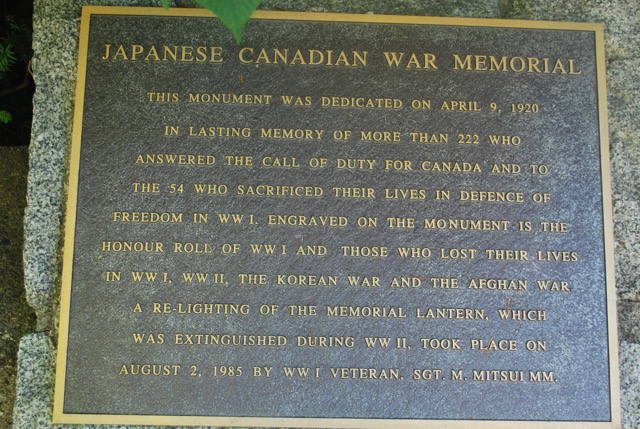 JAPANESE CANADIAN WAR MEMORIAL
THIS MONUMENT WAS DEDICATED ON APRIL 9, 1920
IN LASTING MEMORY OF MORE THAN 222 WHO
ANSWERED THE CALL OF DUTY FOR CANADA AND TO
THE 54 WHO SACRIFICED THEIR LIVES IN DEFENCE OF
FREEDOM IN WW I. ENGRAVED ON THE MONUMENT IS THE
HONOUR ROLL OF WW I AND THOSE WHO LOST THEIR LIVES
IN WW I, WW II, THE KOREAN WAR AND THE AFGHAN WAR.
A RE-LIGHTING OF THE MEMORIAL LANTERN, WHICH
WAS EXTINGUISHED DURING WW II, TOOK PLACE ON
AUGUST 2, 1985 BY WW I VETERAN, SGT. M. MITSUI MM.